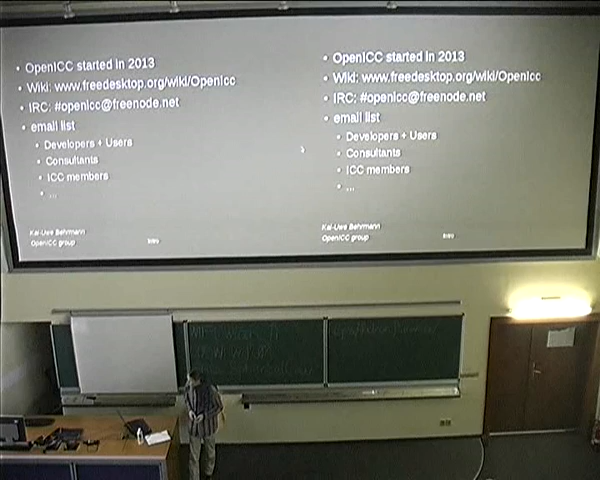 OpenICC started in 2013
Wiki: www.freedesktop.org/wiki/OpenIcc
IRC: #openicc@freenode.net
email list
Developers + Users
Consultants
ICC members
...
Kai-Uwe Behrmann
OpenICC group
Intro
OpenICC started in 2013
Wiki: www.freedesktop.org/wiki/OpenIcc
IRC: #openicc@freenode.net
email list
Developers + Users
Consultants
ICC members
...
Kai-Uwe Behrmann
OpenICC group
Intro